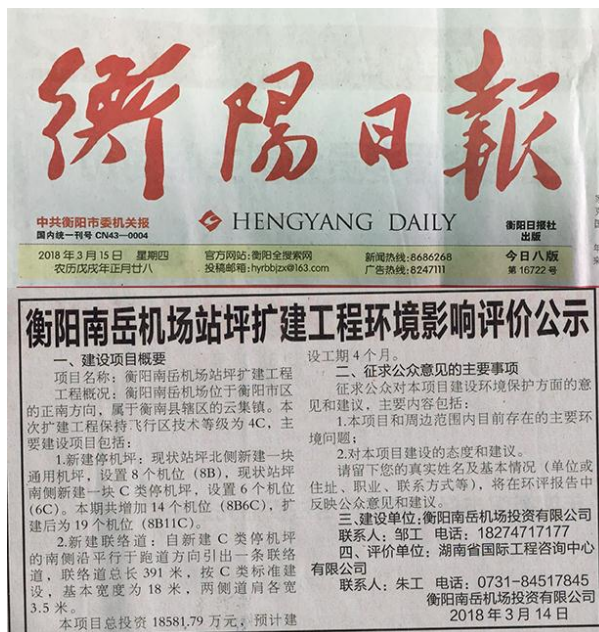 衡陽日報
中共衡阳市委机关报
国内统一刊号 CN43—0004
HENGYANG DAILY
衡阳日报社
出版
2018年3月15日 星期四
农历戊戌年正月廿八
官方网站:衡阳全搜索网
投稿邮箱:hyrbbjzx@163.com
新闻热线:8686268
广告热线:8247111
今日八版
第16722号
衡阳南岳机场站坪扩建工程环境影响评价公示
一、建设项目概要
项目名称：衡阳南岳机场站坪扩建工程
工程概况：衡阳南岳机场位于衡阳市区
的正南方向，属于衡南县辖区的云集镇。本
次扩建工程保持飞行区技术等级为4C，主
要建设项目包括：
1.新建停机坪：现状站坪北侧新建一块
通用机坪，设置8个机位（8B），现状站坪
南侧新建一块C类停机坪，设置6个机位
（6C）。本期共增加14个机位（8B6C），扩
建后为19个机位（8B11C）。
2.新建联络道：自新建C类停机坪
的南侧沿平行于跑道方向引出一条联络
道，联络道总长391米，按C类标准建
设，基本宽度为18米，两侧道肩各宽
3.5米。
本项目总投资18581.79万元，预计建
设工期4个月。
二、征求公众意见的主要事项
征求公众对本项目建设环境保护方面的意
见和建议，主要内容包括：
1.本项目和周边范围内目前存在的主要环
境问题；
2.对本项目建设的态度和建议。
请留下您的真实姓名及基本情况（单位或
住址、职业、联系方式等），将在环评报告中
反映公众意见和建议。
三、建设单位:衡阳南岳机场投资有限公司
联系人：邹工 电话：18274717177
四、评价单位：湖南省国际工程咨询中心
有限公司
联系人：朱工 电话：0731-84517845
衡阳南岳机场投资有限公司
2018年3月14日